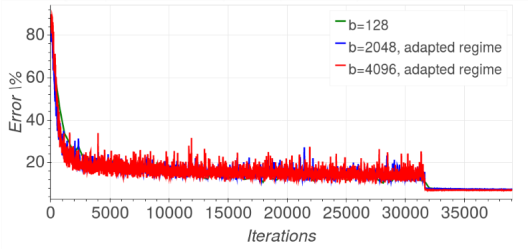 b=128
b=2048, adapted regime
b=4096, adapted regime
Error \%
80
60
40
20
0
5000
10000
15000
20000
25000
30000
35000
Iterations